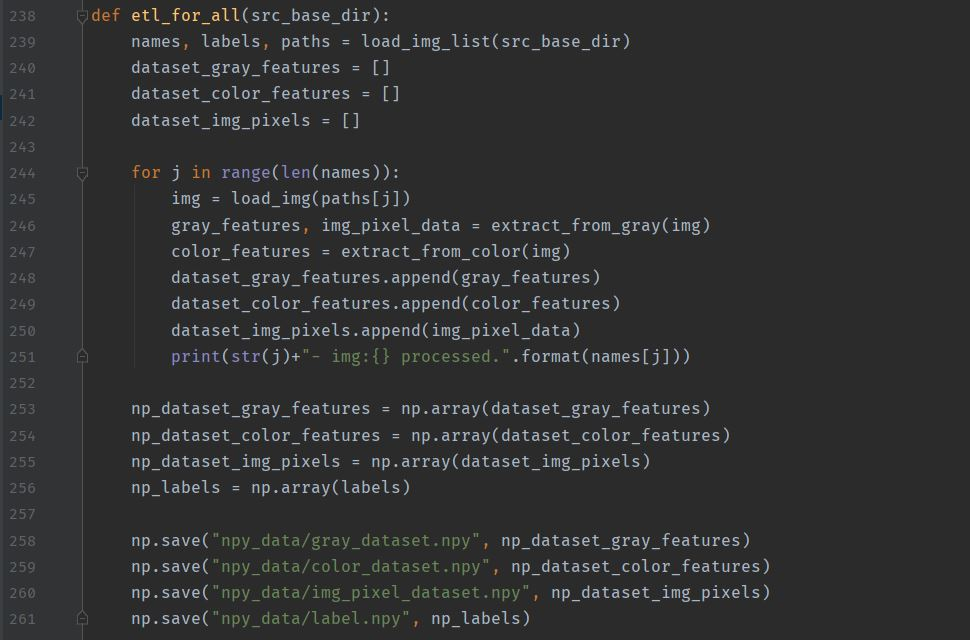 238 def etl_for_all(src_base_dir):
239     names, labels, paths = load_img_list(src_base_dir)
240     dataset_gray_features = []
241     dataset_color_features = []
242     dataset_img_pixels = []
243
244     for j in range(len(names)):
245         img = load_img(paths[j])
246         gray_features, img_pixel_data = extract_from_gray(img)
247         color_features = extract_from_color(img)
248         dataset_gray_features.append(gray_features)
249         dataset_color_features.append(color_features)
250         dataset_img_pixels.append(img_pixel_data)
251         print(str(j)+"- img:{} processed.".format(names[j]))
252
253     np_dataset_gray_features = np.array(dataset_gray_features)
254     np_dataset_color_features = np.array(dataset_color_features)
255     np_dataset_img_pixels = np.array(dataset_img_pixels)
256     np_labels = np.array(labels)
257
258     np.save("npy_data/gray_dataset.npy", np_dataset_gray_features)
259     np.save("npy_data/color_dataset.npy", np_dataset_color_features)
260     np.save("npy_data/img_pixel_dataset.npy", np_dataset_img_pixels)
261     np.save("npy_data/label.npy", np_labels)